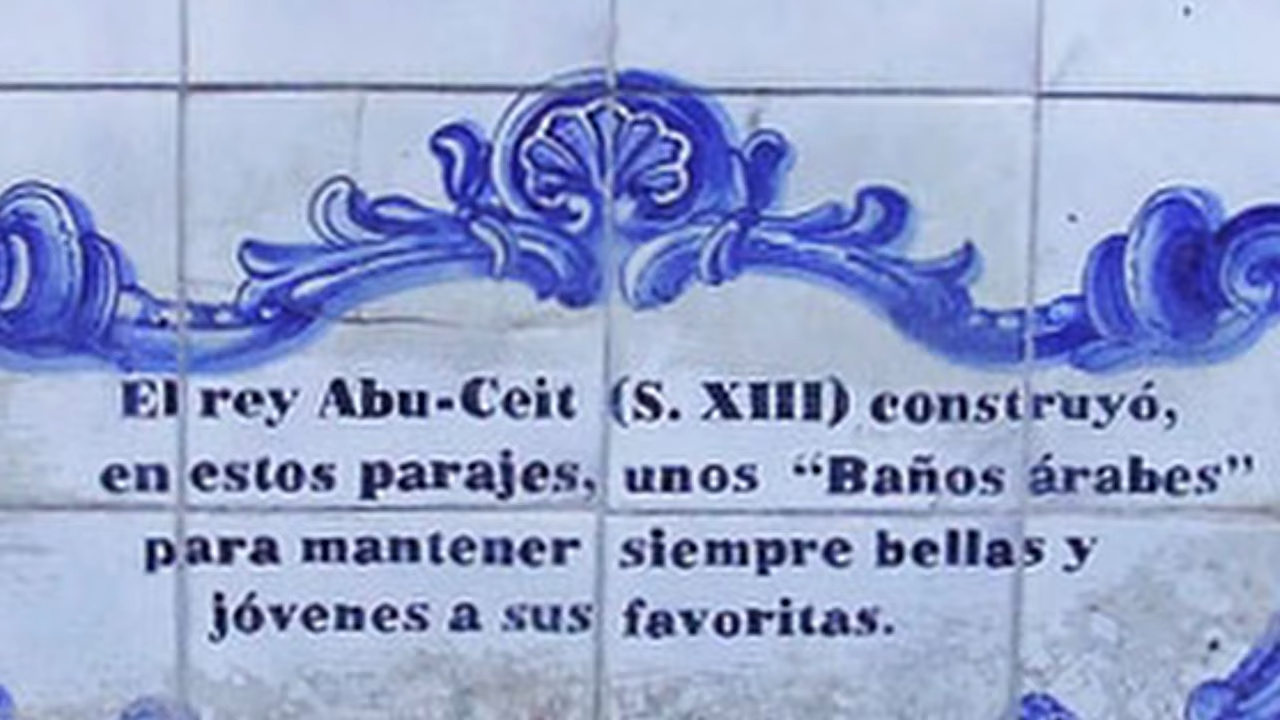 El rey Abu-Ceit (S. XIII) construyó,
en estos parajes, unos “Baños árabes”
para mantener siempre bellas y
jóvenes a sus favoritas.